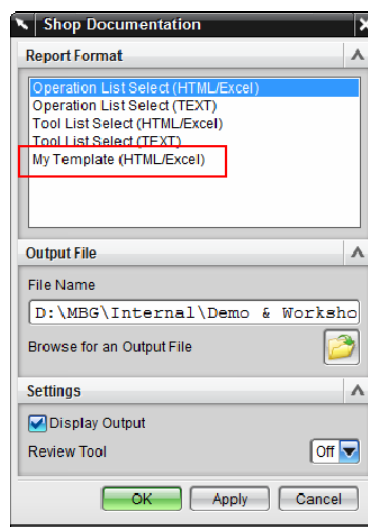 Shop Documentation
Report Format
Operation List Select (HTML/Excel)
Operation List Select (TEXT)
Tool List Select (HTML/Excel)
Tool List Select (TEXT)
My Template (HTML/Excel)
Output File
File Name
D:\MBG\Internal\Demo & Worksho
Browse for an Output File
Settings
Display Output
Review Tool
Off
OK
Apply
Cancel